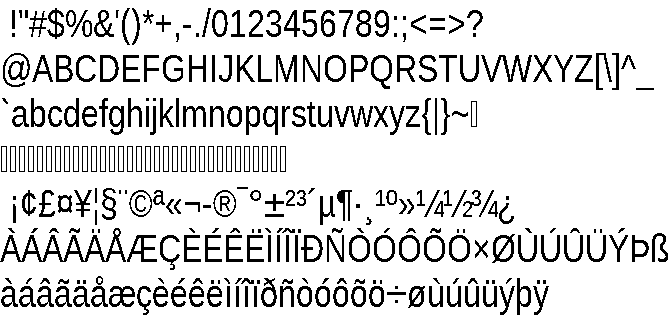 !"#$%&'()*+,-./0123456789:;<=>?
@ABCDEFGHIJKLMNOPQRSTUVWXYZ[\]^_
`abcdefghijklmnopqrstuvwxyz{|}~
¡¢£¤¥¦§¨©ª«¬-®¯°±²³´µ¶·¸¹º»¼½¾¿
ÀÁÂÃÄÅÆÇÈÉÊËÌÍÎÏÐÑÒÓÔÕÖ×ØÙÚÛÜÝÞß
àáâãäåæçèéêëìíîïðñòóôõö÷øùúûüýþÿ